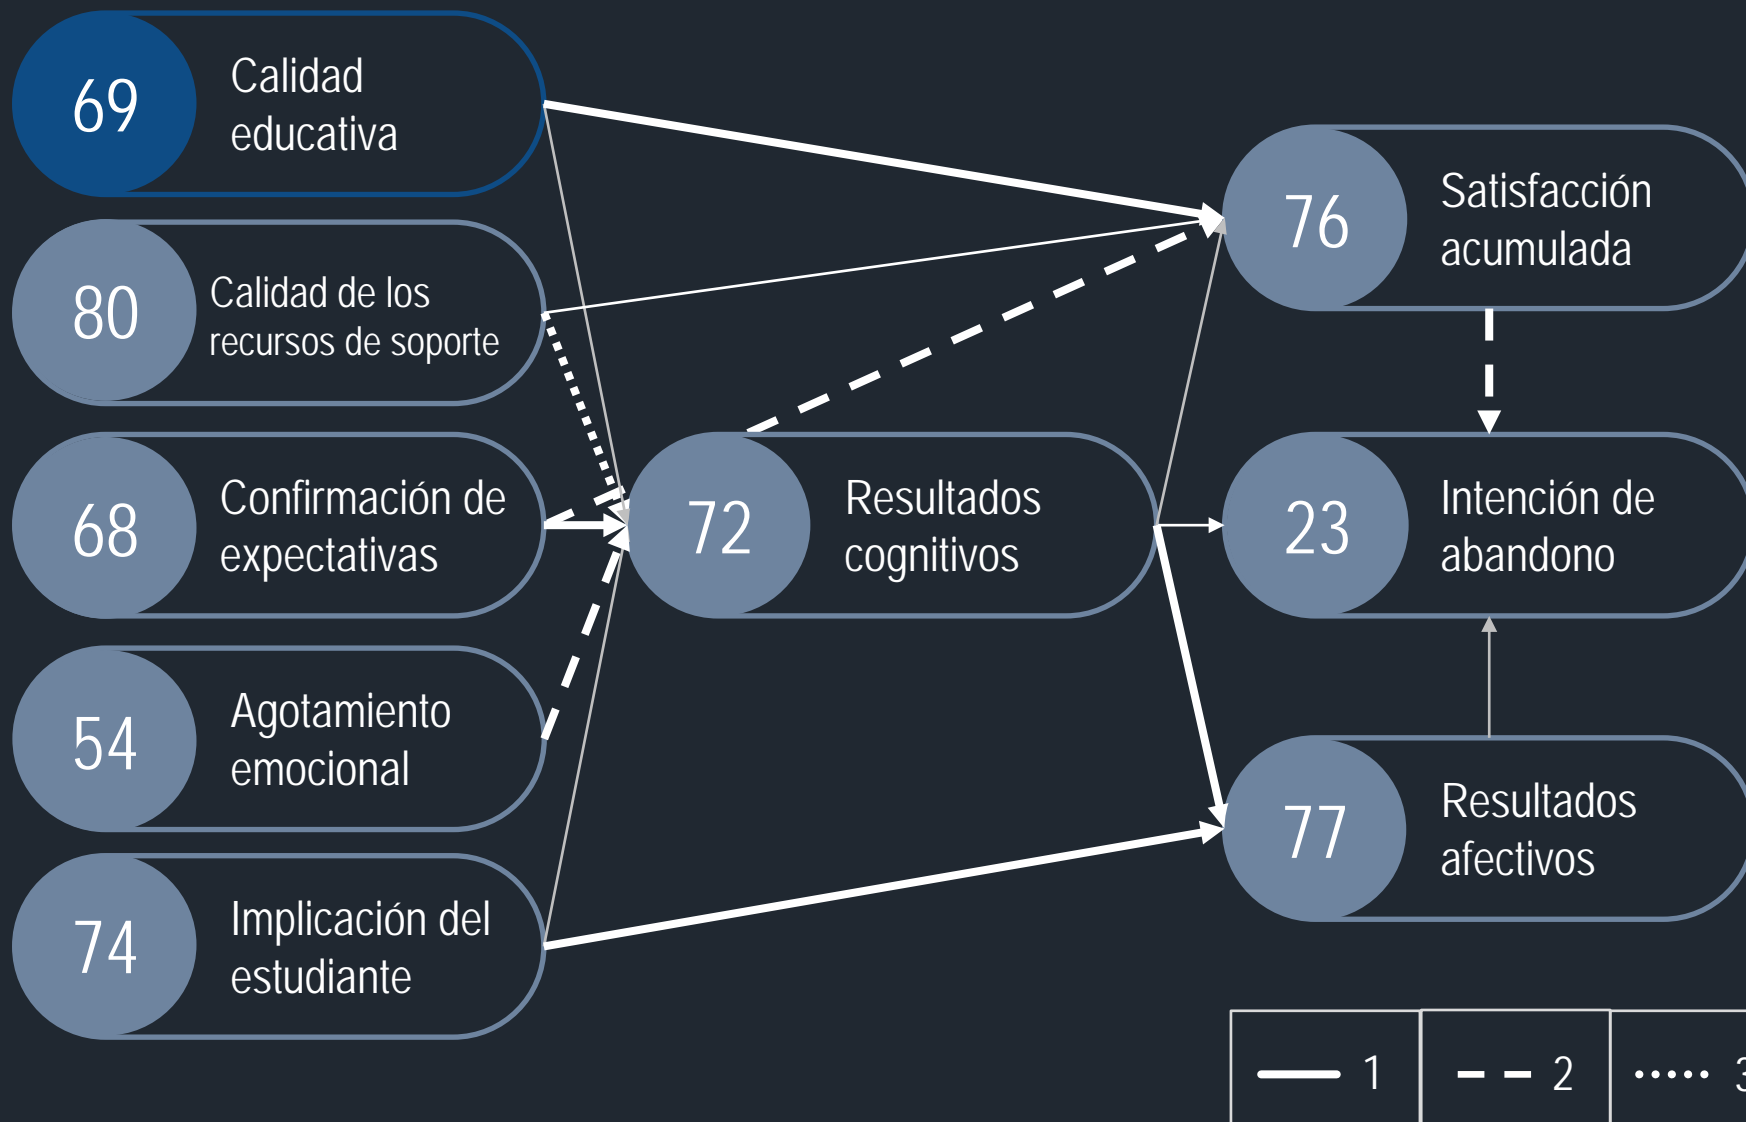 69
Calidad
educativa
80
Calidad de los
recursos de soporte
68
Confirmación de
expectativas
54
Agotamiento
emocional
74
Implicación del
estudiante
72
Resultados
cognitivos
76
Satisfacción
acumulada
23
Intención de
abandono
77
Resultados
afectivos
1
2
3